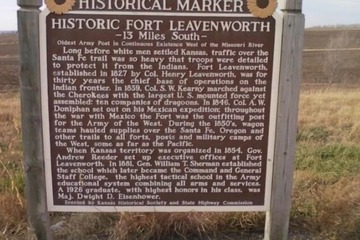 HISTORICAL MARKER
HISTORIC FORT LEAVENWORTH
-13 Miles South-
Oldest Army Post in Continuous Existence West of the Missouri River
Long before white men settled Kansas, traffic over the
Santa Fe trail was so heavy that troops were detailed
to protect it from the Indians. Fort Leavenworth,
established in 1827 by Col. Henry Leavenworth, was for
thirty years the chief base of operations on the
Indian frontier. In 1839, Col. S. W. Kearny marched against
the Cherokees with the largest U. S. mounted force yet
assembled: ten companies of dragoons. In 1846, Col. A. W.
Doniphan set out on his Mexican expedition; throughout
the war with Mexico the Fort was the outfitting post
for the Army of the West. During the 1850's, wagon
teams hauled supplies over the Santa Fe, Oregon and
other trails to all forts, posts and military camps of
the West, some as far as the Pacific.
When Kansas territory was organized in 1854, Gov.
Andrew Reeder set up executive offices at Fort
Leavenworth. In 1881, Gen. William T. Sherman established
the school which later became the Command and General
Staff College, the highest tactical school in the Army
educational system combining all arms and services.
A 1926 graduate, with highest honors in his class, was
Maj. Dwight D. Eisenhower.
Erected by Kansas Historical Society and State Highway Commission